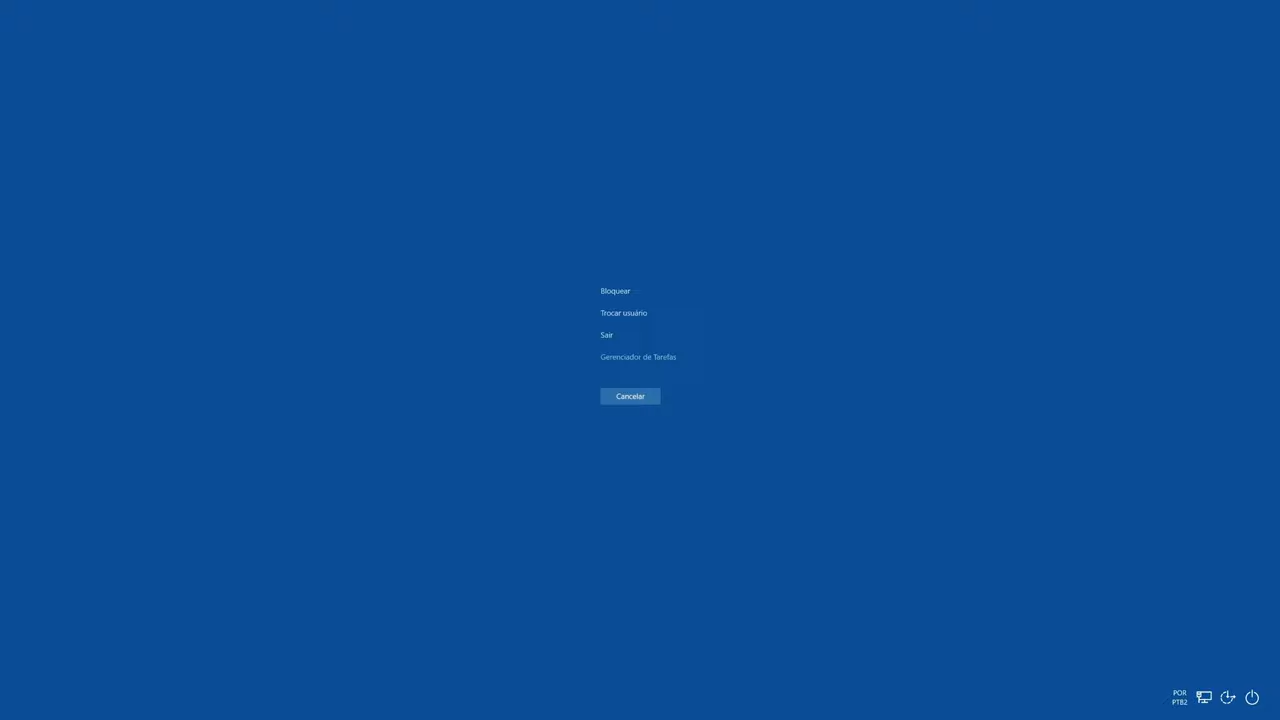 Bloquear
Trocar usuário
Sair
Gerenciador de Tarefas
Cancelar
POR
PTB2